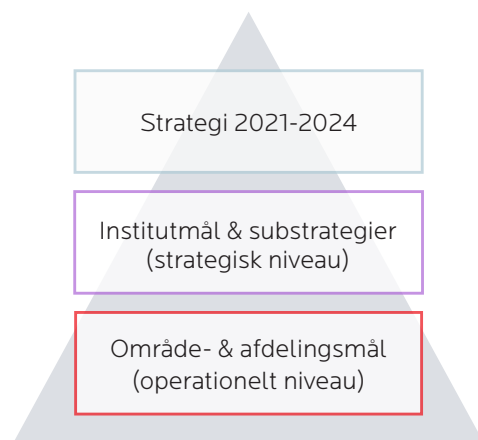 Strategi 2021-2024
Institutmål & substrategier
(strategisk niveau)
Område- & afdelingsmål
(operationelt niveau)